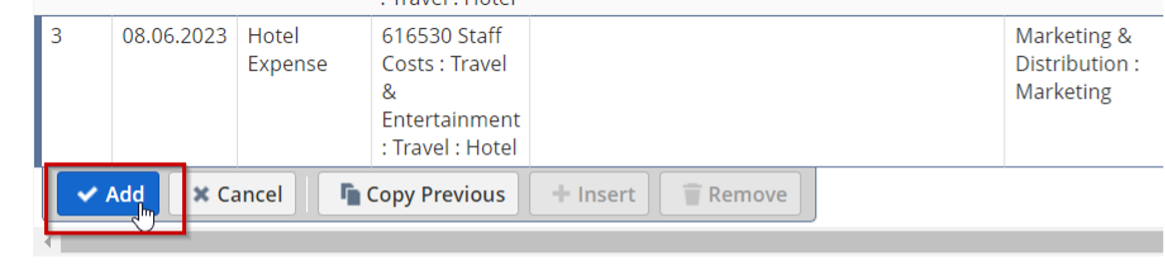 : Travel : Hotel
3 08.06.2023 Hotel 616530 Staff Marketing &
Expense Costs : Travel Distribution :
& Marketing
Entertainment
: Travel : Hotel
Add Cancel Copy Previous Insert Remove